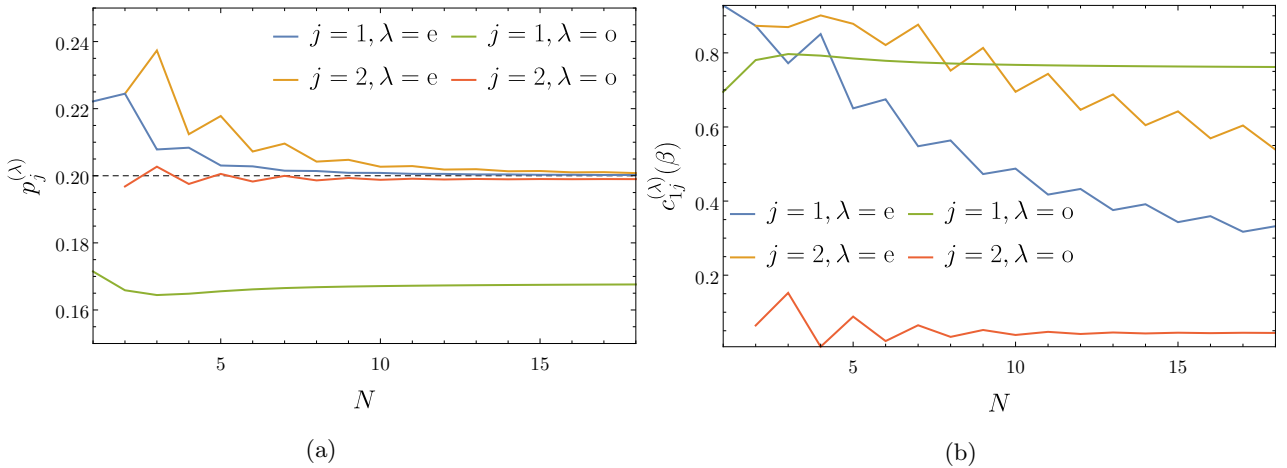 0.24
0.22
0.20
0.18
0.16
p_j^{(λ)}
j = 1, λ = e
j = 1, λ = o
j = 2, λ = e
j = 2, λ = o
5
10
15
N
(a)
0.8
0.6
0.4
0.2
c_{1j}^{(λ)}(β)
j = 1, λ = e
j = 1, λ = o
j = 2, λ = e
j = 2, λ = o
5
10
15
N
(b)